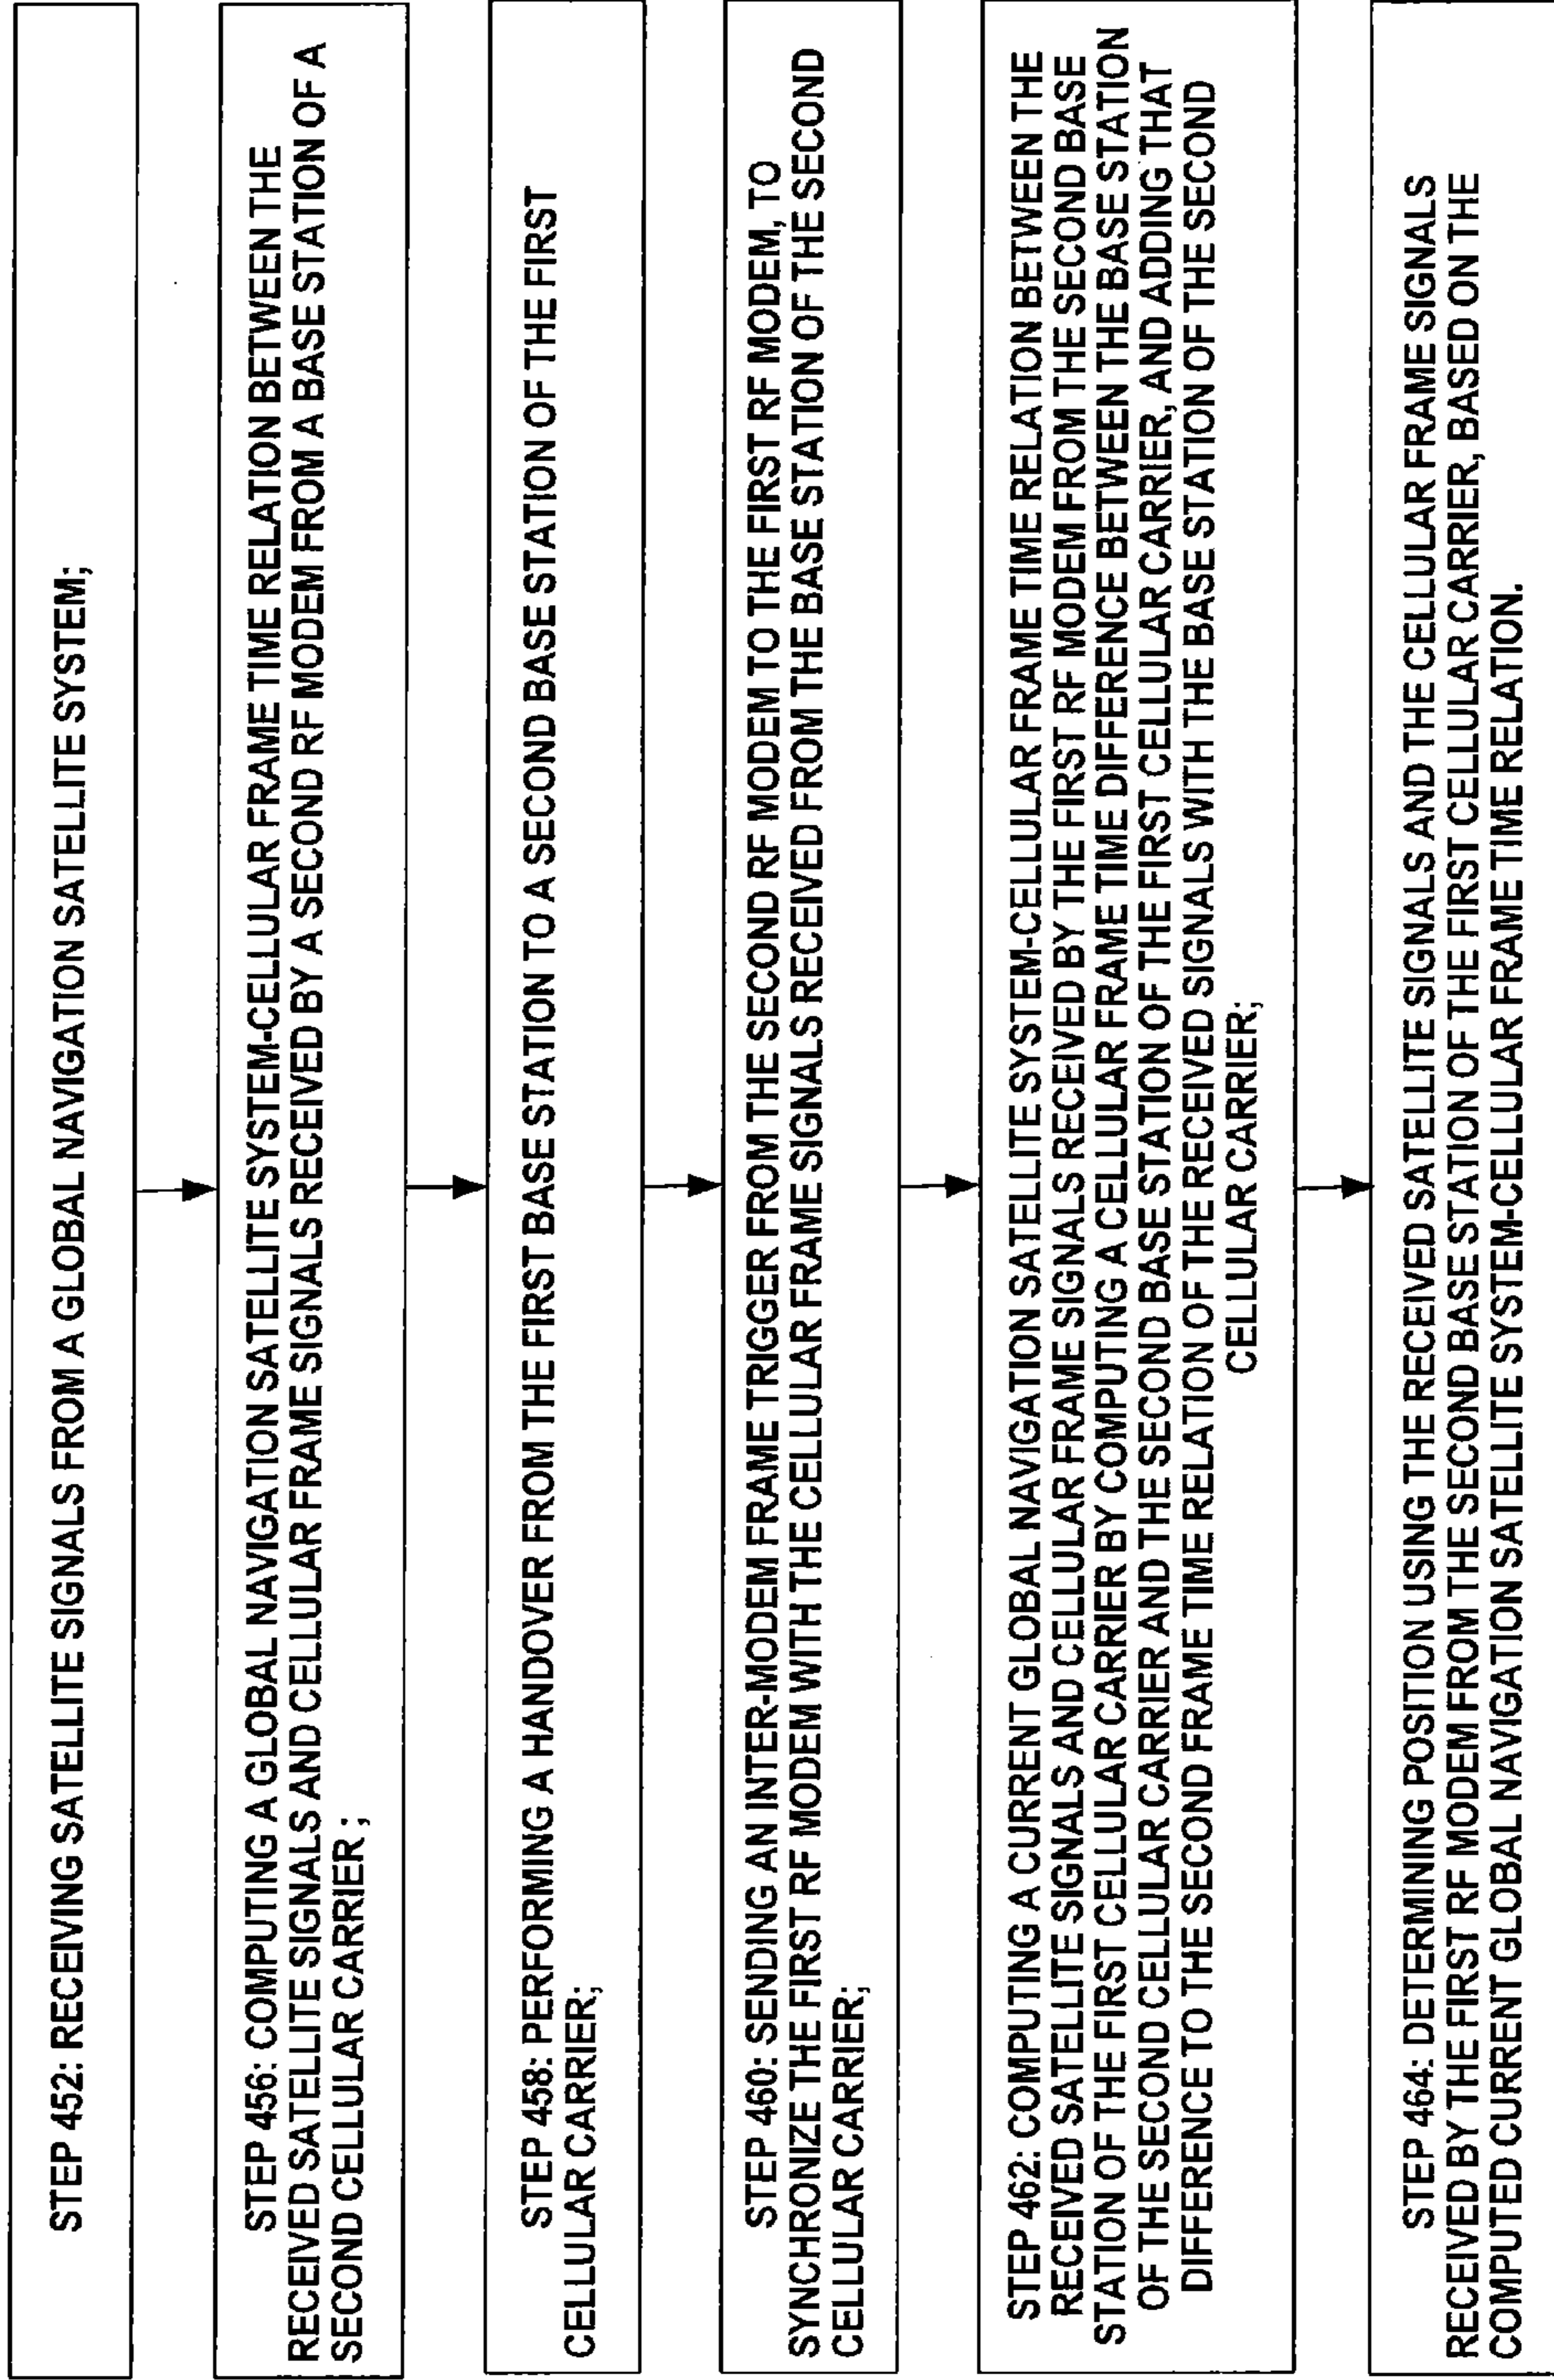 STEP 452: RECEIVING SATELLITE SIGNALS FROM A GLOBAL NAVIGATION SATELLITE SYSTEM;
STEP 456: COMPUTING A GLOBAL NAVIGATION SATELLITE SYSTEM-CELLULAR FRAME TIME RELATION BETWEEN THE
RECEIVED SATELLITE SIGNALS AND CELLULAR FRAME SIGNALS RECEIVED BY A SECOND RF MODEM FROM A BASE STATION OF A
SECOND CELLULAR CARRIER ;
STEP 458: PERFORMING A HANDOVER FROM THE FIRST BASE STATION TO A SECOND BASE STATION OF THE FIRST
CELLULAR CARRIER;
STEP 460: SENDING AN INTER-MODEM FRAME TRIGGER FROM THE SECOND RF MODEM TO THE FIRST RF MODEM, TO
SYNCHRONIZE THE FIRST RF MODEM WITH THE CELLULAR FRAME SIGNALS RECEIVED FROM THE BASE STATION OF THE SECOND
CELLULAR CARRIER;
STEP 462: COMPUTING A CURRENT GLOBAL NAVIGATION SATELLITE SYSTEM-CELLULAR FRAME TIME RELATION BETWEEN THE
RECEIVED SATELLITE SIGNALS AND CELLULAR FRAME SIGNALS RECEIVED BY THE FIRST RF MODEM FROM THE SECOND BASE
STATION OF THE FIRST CELLULAR CARRIER BY COMPUTING A CELLULAR FRAME TIME DIFFERENCE BETWEEN THE BASE STATION
OF THE SECOND CELLULAR CARRIER AND THE SECOND BASE STATION OF THE FIRST CELLULAR CARRIER, AND ADDING THAT
DIFFERENCE TO THE SECOND FRAME TIME RELATION OF THE RECEIVED SIGNALS WITH THE BASE STATION OF THE SECOND
CELLULAR CARRIER;
STEP 464: DETERMINING POSITION USING THE RECEIVED SATELLITE SIGNALS AND THE CELLULAR FRAME SIGNALS
RECEIVED BY THE FIRST RF MODEM FROM THE SECOND BASE STATION OF THE FIRST CELLULAR CARRIER, BASED ON THE
COMPUTED CURRENT GLOBAL NAVIGATION SATELLITE SYSTEM-CELLULAR FRAME TIME RELATION.